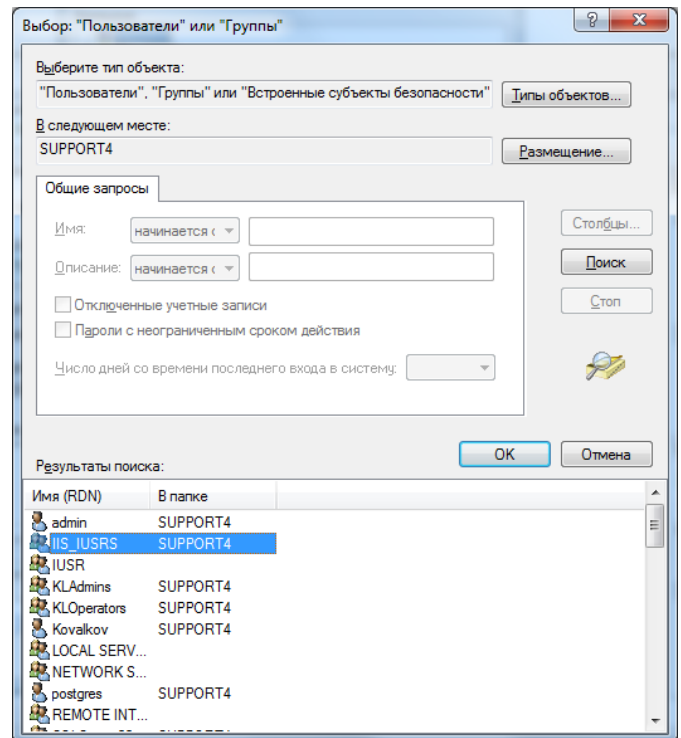 Выбор: "Пользователи" или "Группы"
Выберите тип объекта:
"Пользователи", "Группы" или "Встроенные субъекты безопасности"
Типы объектов...
В следующем месте:
SUPPORT4
Размещение...
Общие запросы
Имя: начинается с
Столбцы...
Описание: начинается с
Поиск
Отключенные учетные записи
Стоп
Пароли с неограниченным сроком действия
Число дней со времени последнего входа в систему:
OK Отмена
Результаты поиска:
Имя (RDN) В папке
admin SUPPORT4
IIS_IUSRS SUPPORT4
IUSR
KLAdmins SUPPORT4
KLOperators SUPPORT4
Kovalkov SUPPORT4
LOCAL SERV...
NETWORK S...
postgres SUPPORT4
REMOTE INT...